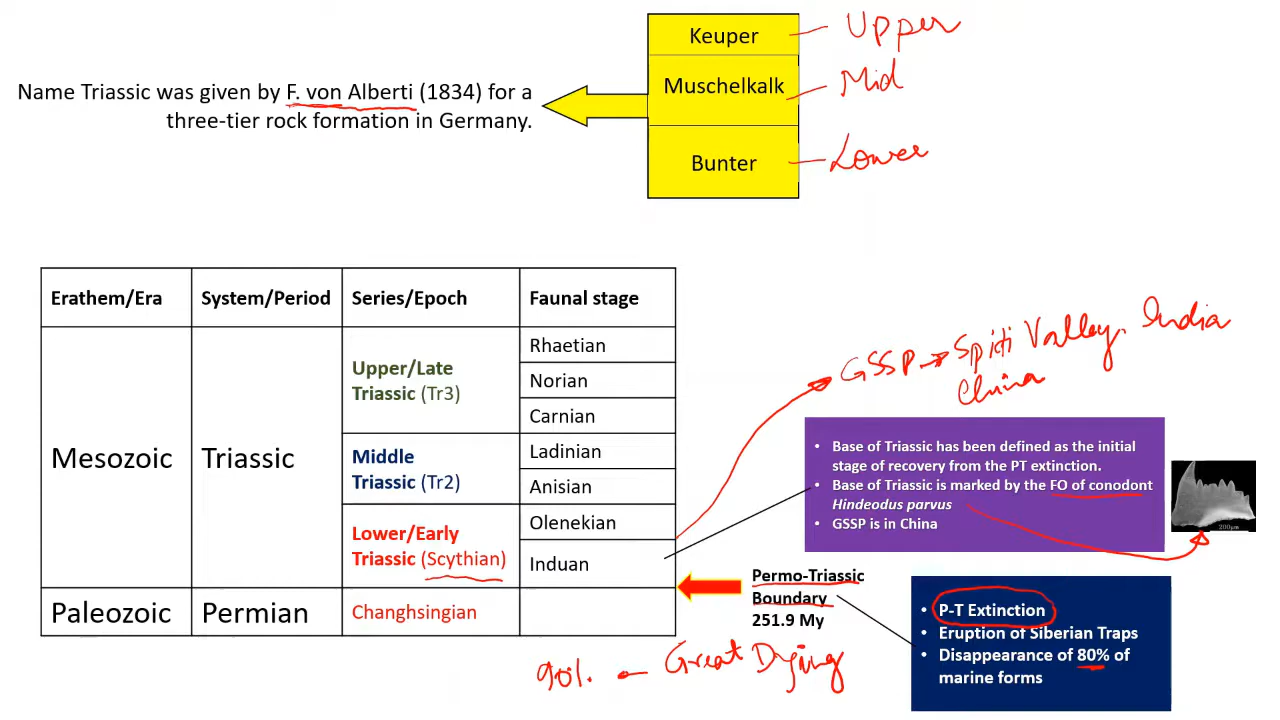 Keuper
Upper
Muschelkalk
Mid
Bunter
Lower
Name Triassic was given by F. von Alberti (1834) for a
three-tier rock formation in Germany.
Erathem/Era System/Period Series/Epoch Faunal stage
Mesozoic Triassic
Upper/Late
Triassic (Tr3)
Rhaetian
Norian
Carnian
Middle
Triassic (Tr2)
Ladinian
Anisian
Lower/Early
Triassic (Scythian)
Olenekian
Induan
Paleozoic Permian Changhsingian
GSSP → Spiti Valley, India
China
• Base of Triassic has been defined as the initial
stage of recovery from the PT extinction.
• Base of Triassic is marked by the FO of conodont
Hindeodus parvus
• GSSP is in China
200µm
Permo-Triassic
Boundary
251.9 My
• P-T Extinction
• Eruption of Siberian Traps
• Disappearance of 80% of
marine forms
90%. Great Dying